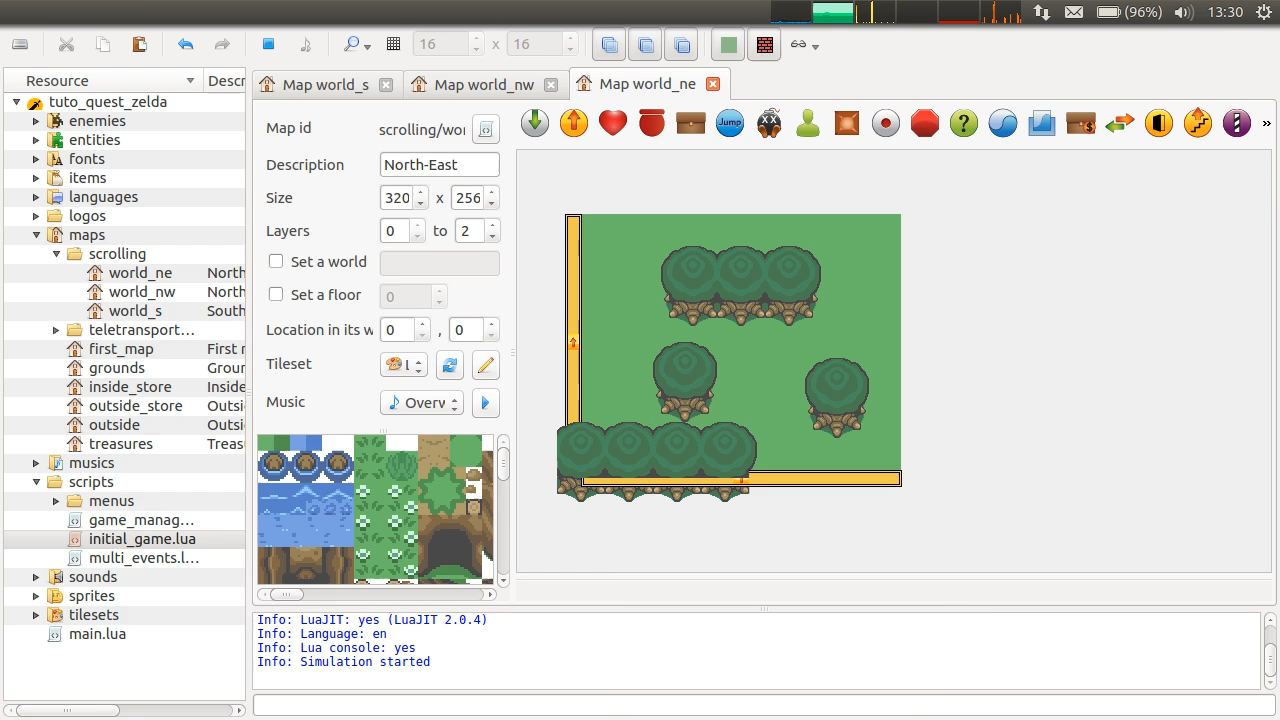 (96%) 13:30
16 x 16
Resource Descr
Map world_s Map world_nw Map world_ne
tuto_quest_zelda
enemies
entities
fonts
items
languages
logos
maps
scrolling
world_ne North
world_nw North
world_s South
teletransport...
first_map First r
grounds Grour
inside_store Inside
outside_store Outsi
outside Outsi
treasures Treas
musics
scripts
menus
game_manag...
initial_game.lua
multi_events.l...
sounds
sprites
tilesets
main.lua
Map id scrolling/wor
Description North-East
Size 320 x 256
Layers 0 to 2
Set a world
Set a floor 0
Location in its w 0 , 0
Tileset
Music Overw
Jump
?
»
Info: LuaJIT: yes (LuaJIT 2.0.4)
Info: Language: en
Info: Lua console: yes
Info: Simulation started